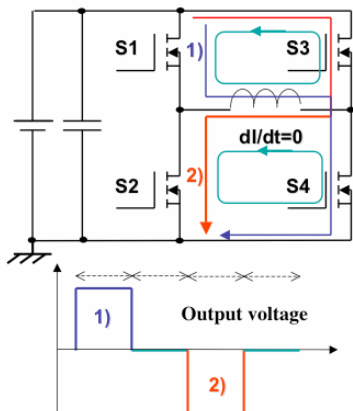 S1
1)
S3
dI/dt=0
S2
2)
S4
1)
Output voltage
2)